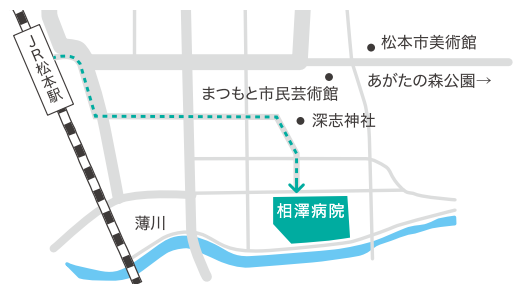 JR松本駅
松本市美術館
あがたの森公園→
まつもと市民芸術館
深志神社
相澤病院
薄川